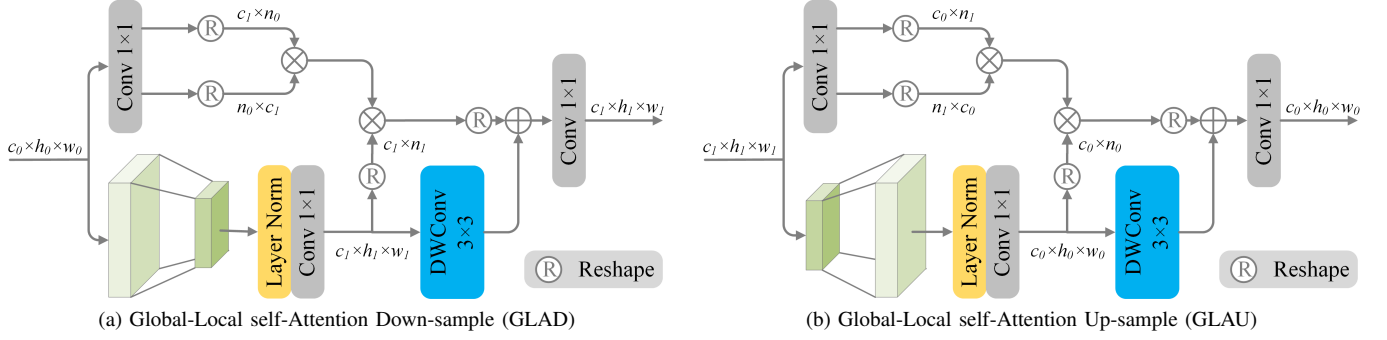 c₁×n₀
Conv 1×1
R
R
n₀×c₁
c₀×h₀×w₀
c₁×n₁
R
R
Conv 1×1
c₁×h₁×w₁
Layer Norm
Conv 1×1
c₁×h₁×w₁
DWConv
3×3
R Reshape
(a) Global-Local self-Attention Down-sample (GLAD)
c₀×n₁
Conv 1×1
R
R
n₁×c₀
c₁×h₁×w₁
c₀×n₀
R
R
Conv 1×1
c₀×h₀×w₀
Layer Norm
Conv 1×1
c₀×h₀×w₀
DWConv
3×3
R Reshape
(b) Global-Local self-Attention Up-sample (GLAU)